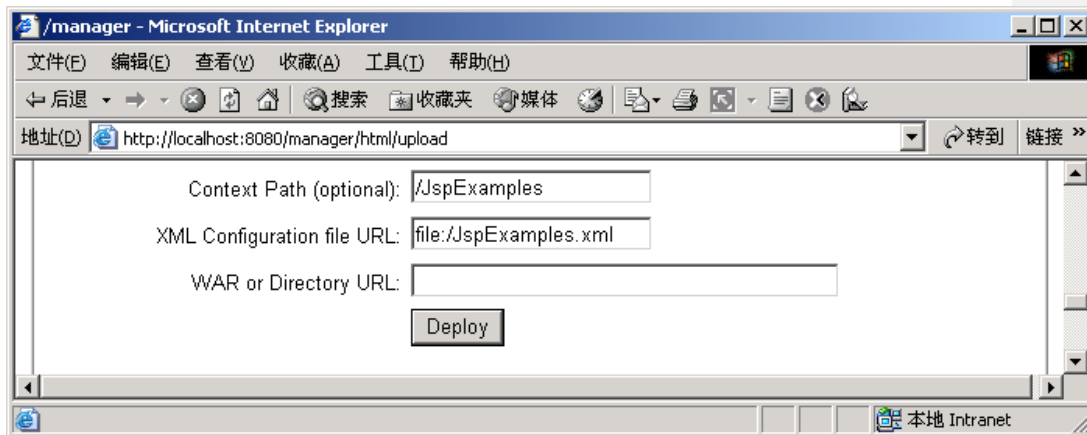 /manager - Microsoft Internet Explorer
文件(F) 编辑(E) 查看(V) 收藏(A) 工具(T) 帮助(H)
后退 搜索 收藏夹 媒体
地址(D) http://localhost:8080/manager/html/upload 转到 链接 »
Context Path (optional): /JspExamples
XML Configuration file URL: file:/JspExamples.xml
WAR or Directory URL:
Deploy
本地 Intranet